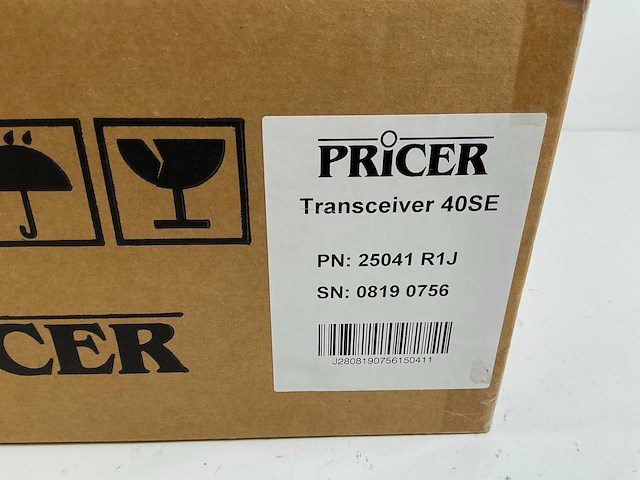 PRICER
Transceiver 40SE
PN: 25041 R1J
SN: 0819 0756
J2808190756150411
CER